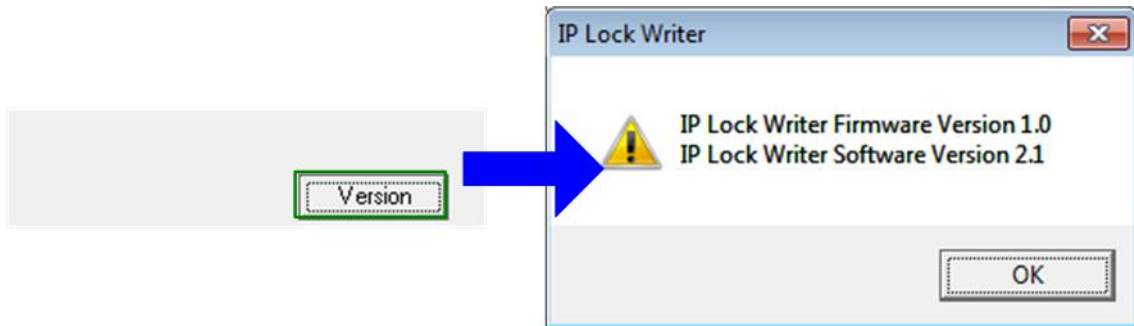 Version
IP Lock Writer
IP Lock Writer Firmware Version 1.0
IP Lock Writer Software Version 2.1
OK